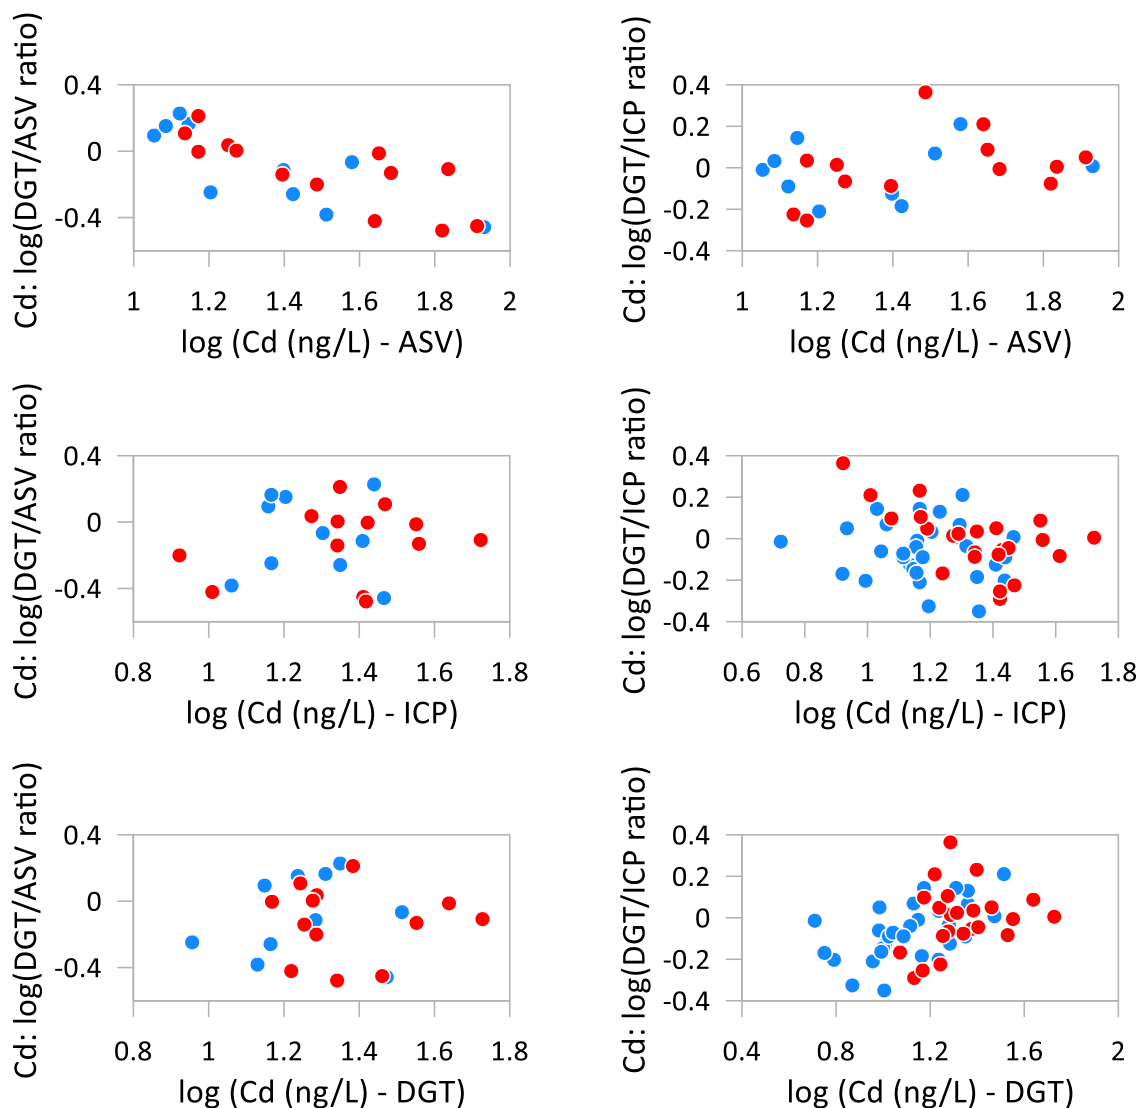 Cd: log(DGT/ASV ratio)
0.4
0
-0.4
1 1.2 1.4 1.6 1.8 2
log (Cd (ng/L) - ASV)
Cd: log(DGT/ICP ratio)
0.4
0.2
0
-0.2
-0.4
1 1.2 1.4 1.6 1.8 2
log (Cd (ng/L) - ASV)
Cd: log(DGT/ASV ratio)
0.4
0
-0.4
0.8 1 1.2 1.4 1.6 1.8
log (Cd (ng/L) - ICP)
Cd: log(DGT/ICP ratio)
0.4
0.2
0
-0.2
-0.4
0.6 0.8 1 1.2 1.4 1.6 1.8
log (Cd (ng/L) - ICP)
Cd: log(DGT/ASV ratio)
0.4
0
-0.4
0.8 1 1.2 1.4 1.6 1.8
log (Cd (ng/L) - DGT)
Cd: log(DGT/ICP ratio)
0.4
0.2
0
-0.2
-0.4
0.4 0.8 1.2 1.6 2
log (Cd (ng/L) - DGT)